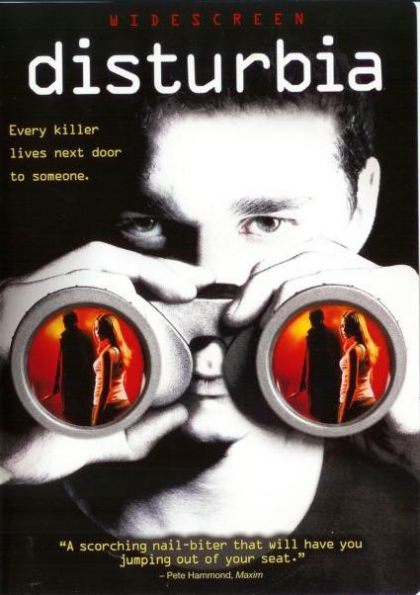 WIDESCREEN
disturbia
Every killer
lives next door
to someone.
“A scorching nail-biter that will have you
jumping out of your seat.”
– Pete Hammond, Maxim